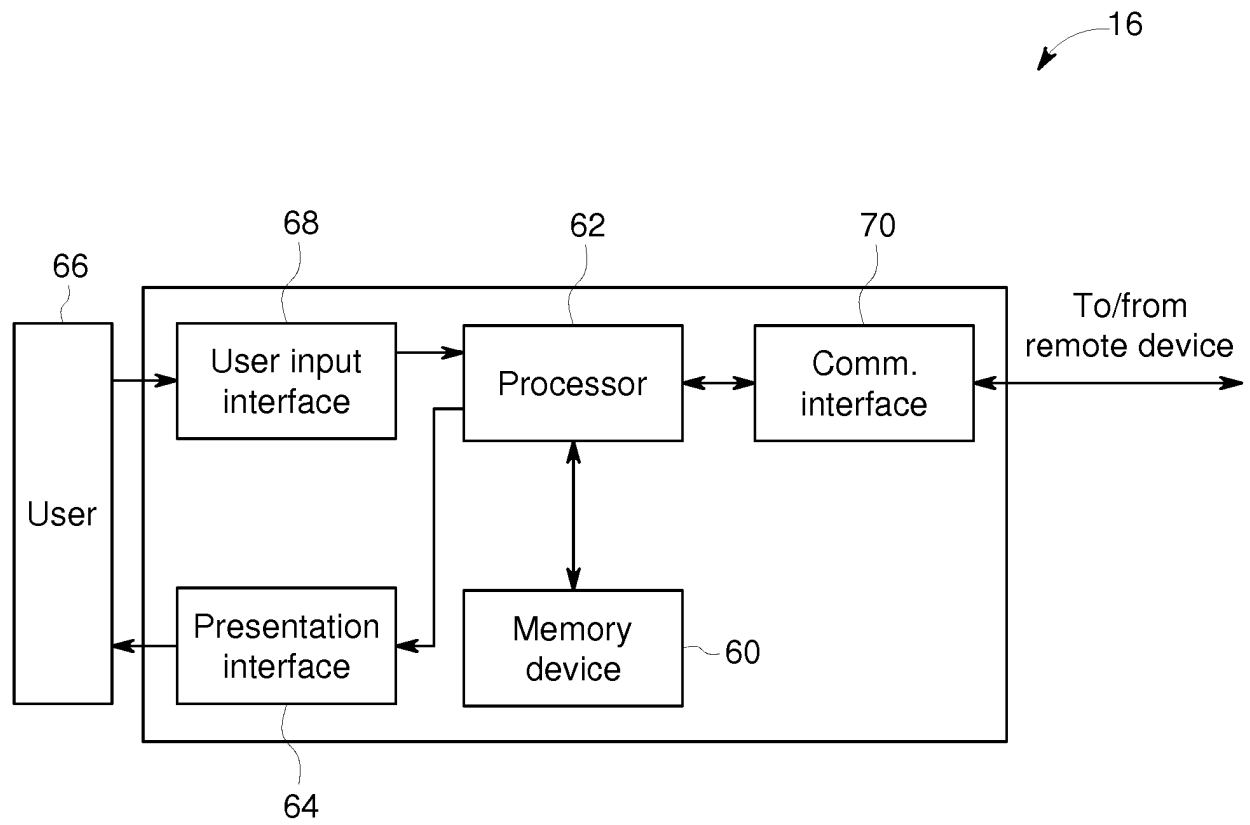 16
68
62
70
66
To/from
remote device
User input
interface
Processor
Comm.
interface
User
Presentation
interface
Memory
device
60
64